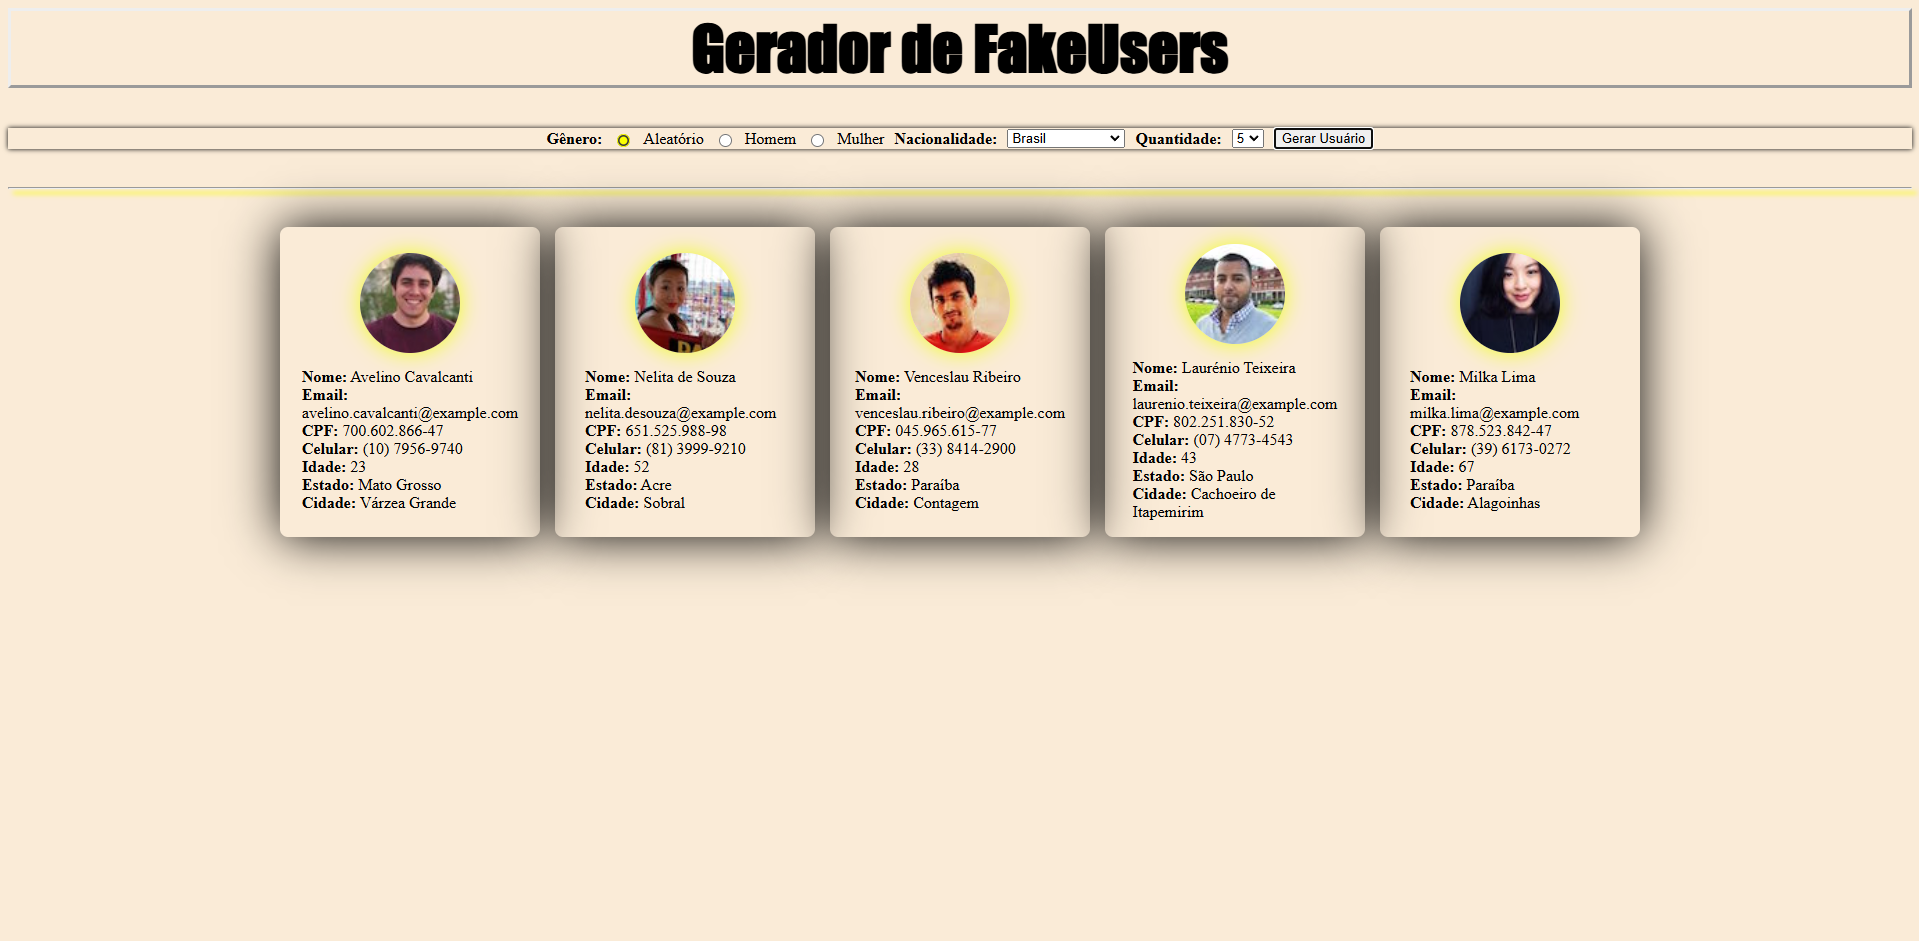 Gerador de FakeUsers
Gênero: Aleatório Homem Mulher Nacionalidade: Brasil Quantidade: 5 Gerar Usuário
Nome: Avelino Cavalcanti
Email:
avelino.cavalcanti@example.com
CPF: 700.602.866-47
Celular: (10) 7956-9740
Idade: 23
Estado: Mato Grosso
Cidade: Várzea Grande
Nome: Nelita de Souza
Email:
nelita.desouza@example.com
CPF: 651.525.988-98
Celular: (81) 3999-9210
Idade: 52
Estado: Acre
Cidade: Sobral
Nome: Venceslau Ribeiro
Email:
venceslau.ribeiro@example.com
CPF: 045.965.615-77
Celular: (33) 8414-2900
Idade: 28
Estado: Paraíba
Cidade: Contagem
Nome: Laurénio Teixeira
Email:
laurenio.teixeira@example.com
CPF: 802.251.830-52
Celular: (07) 4773-4543
Idade: 43
Estado: São Paulo
Cidade: Cachoeiro de
Itapemirim
Nome: Milka Lima
Email:
milka.lima@example.com
CPF: 878.523.842-47
Celular: (39) 6173-0272
Idade: 67
Estado: Paraíba
Cidade: Alagoinhas